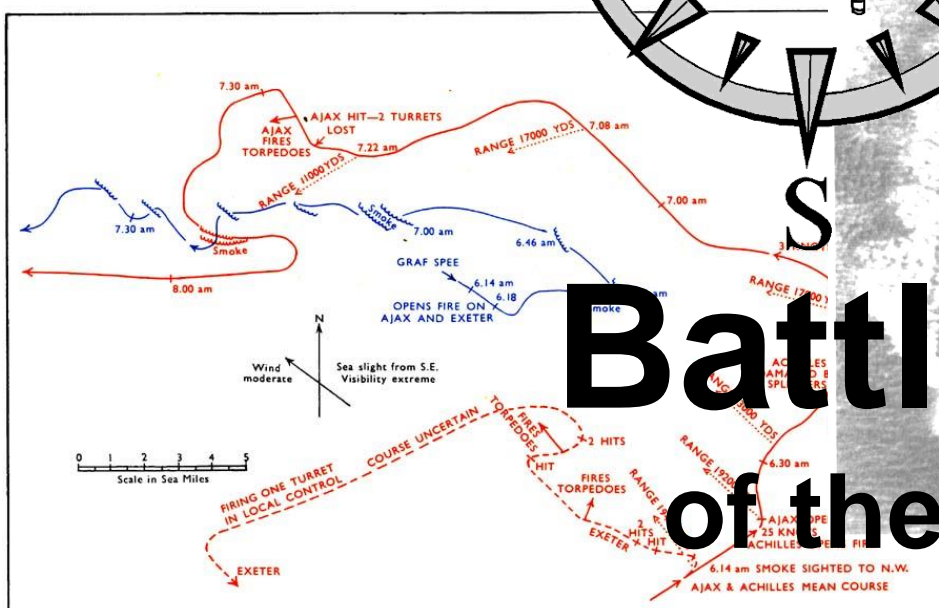 7.30 am
AJAX HIT—2 TURRETS
LOST
AJAX
FIRES
TORPEDOES
7.22 am
RANGE 17000 YDS
7.08 am
RANGE 11000 YDS
7.00 am
S
7.30 am
Smoke
Smoke
7.00 am
6.46 am
8.00 am
GRAF SPEE
6.14 am
6.18
OPENS FIRE ON
AJAX AND EXETER
RANGE
Battl
N
Wind
moderate
Sea slight from S.E.
Visibility extreme
0 1 2 3 4 5
Scale in Sea Miles
COURSE UNCERTAIN
FIRING ONE TURRET
IN LOCAL CONTROL
EXETER
FIRES
TORPEDOES
2 HITS
HIT
FIRES
TORPEDOES
2
HITS
HIT
EXETER
RANGE
6.30 am
of the
25
6.14 am SMOKE SIGHTED TO N.W.
AJAX & ACHILLES MEAN COURSE